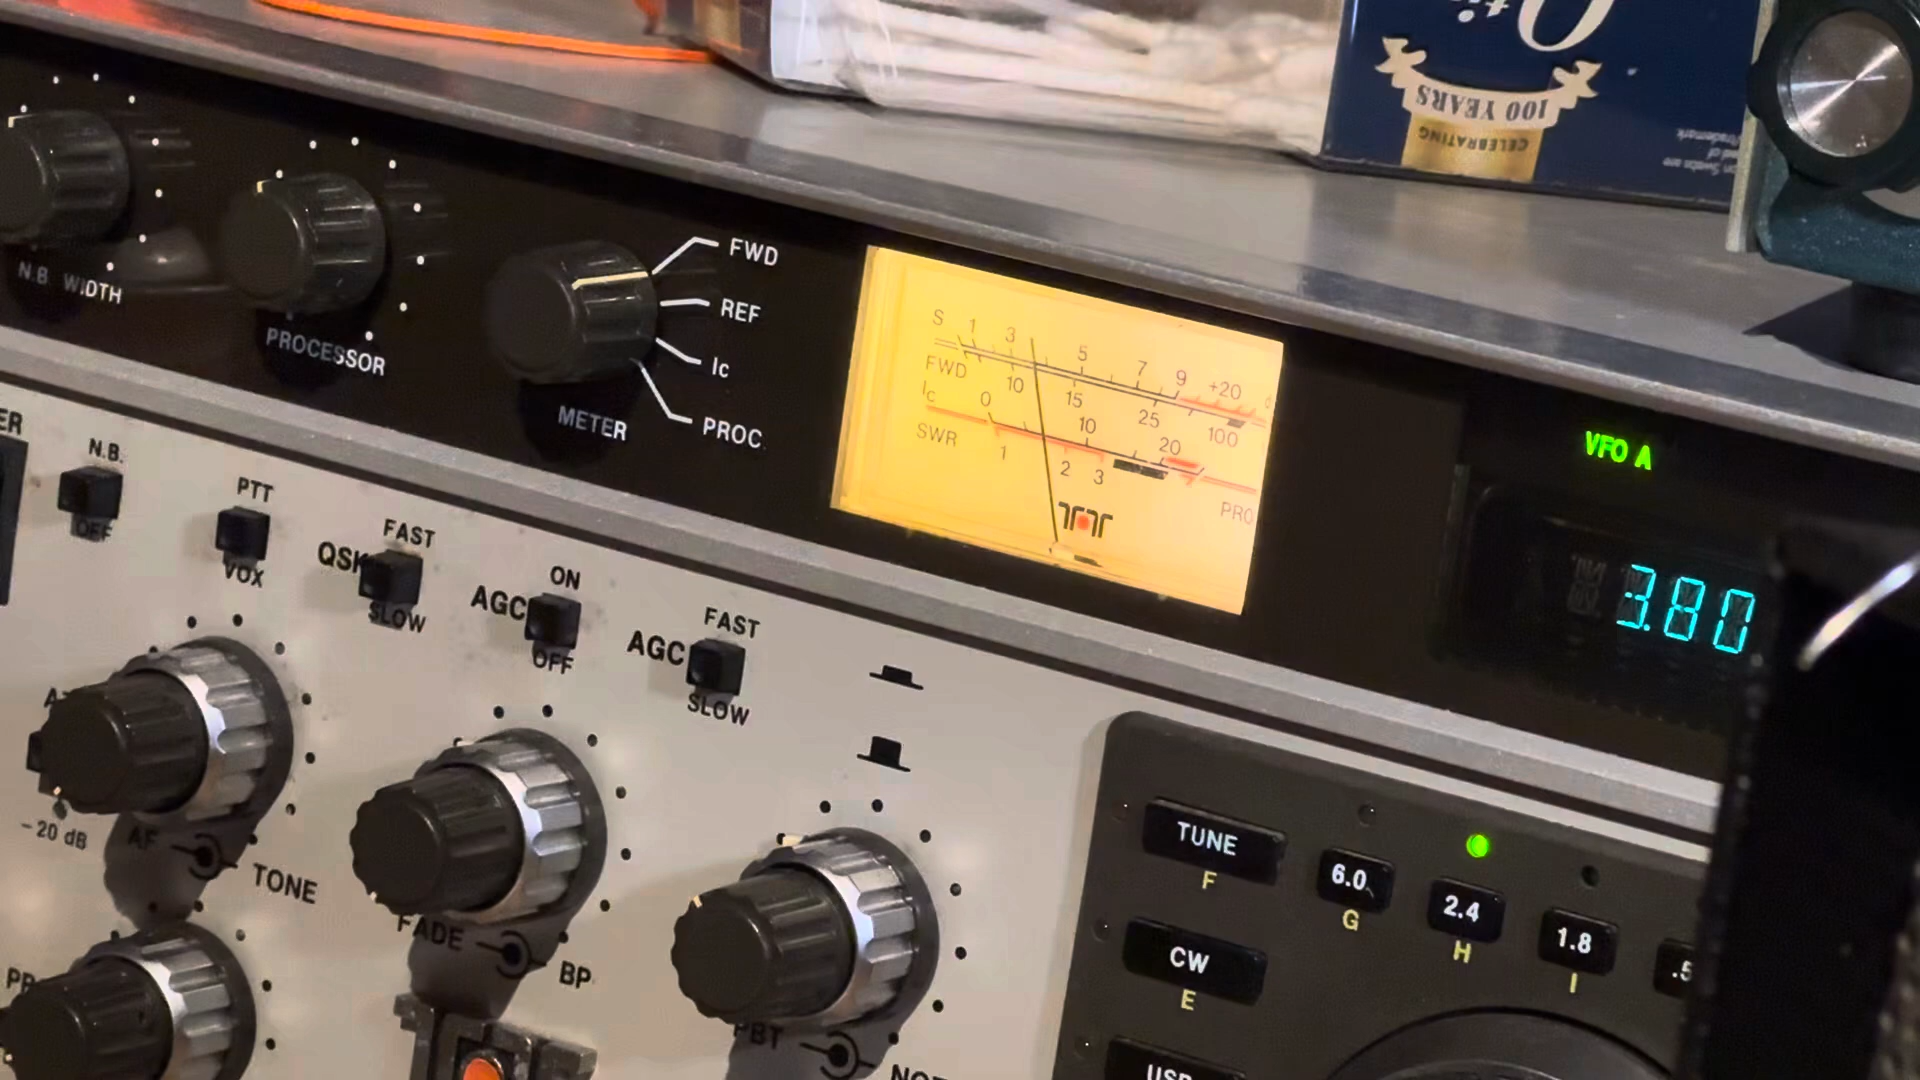 100 YEARS
CELEBRATING
FWD
REF
Ic
PROC
METER
N.B. WIDTH
PROCESSOR
S 1 3 5 7 9 +20
FWD 10 15 25 100
Ic 0 10 20
SWR 1 2 3
PRO
VFO A
3.80
N.B.
OFF
PTT
VOX
QSK
FAST
SLOW
AGC
ON
OFF
AGC
FAST
SLOW
-20 dB
AF
TONE
FADE
BP
PBT
TUNE
F
6.0
G
2.4
H
1.8
I
.5
CW
E
USB